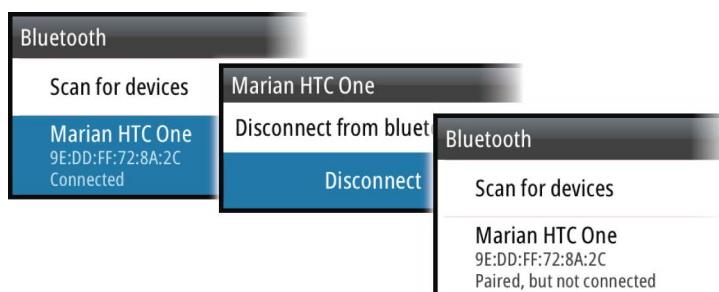 Bluetooth
Scan for devices
Marian HTC One
9E:DD:FF:72:8A:2C
Connected
Marian HTC One
Disconnect from
Disconnect
Bluetooth
Scan for devices
Marian HTC One
9E:DD:FF:72:8A:2C
Paired, but not connected